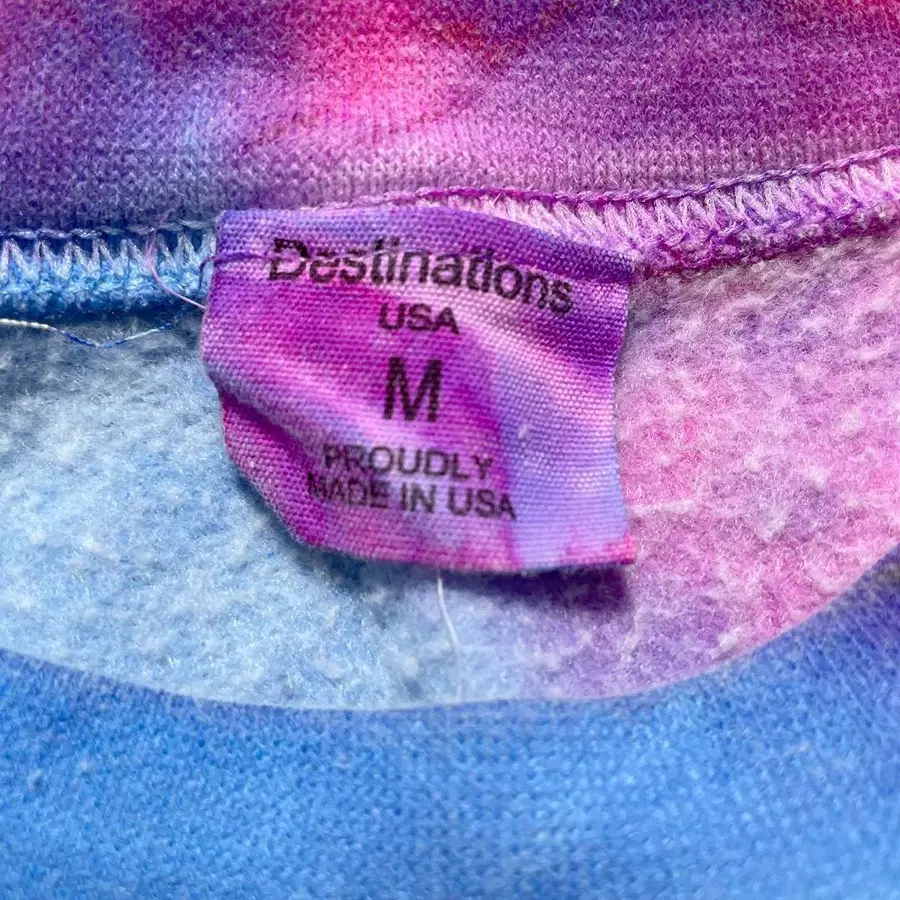 Destinations
USA
M
PROUDLY
MADE IN USA